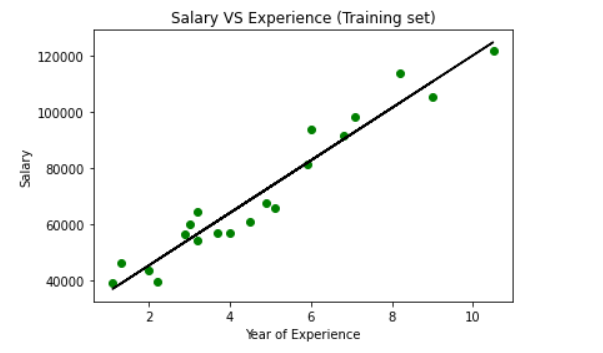 Salary VS Experience (Training set)
120000
100000
80000
60000
40000
Salary
2 4 6 8 10
Year of Experience